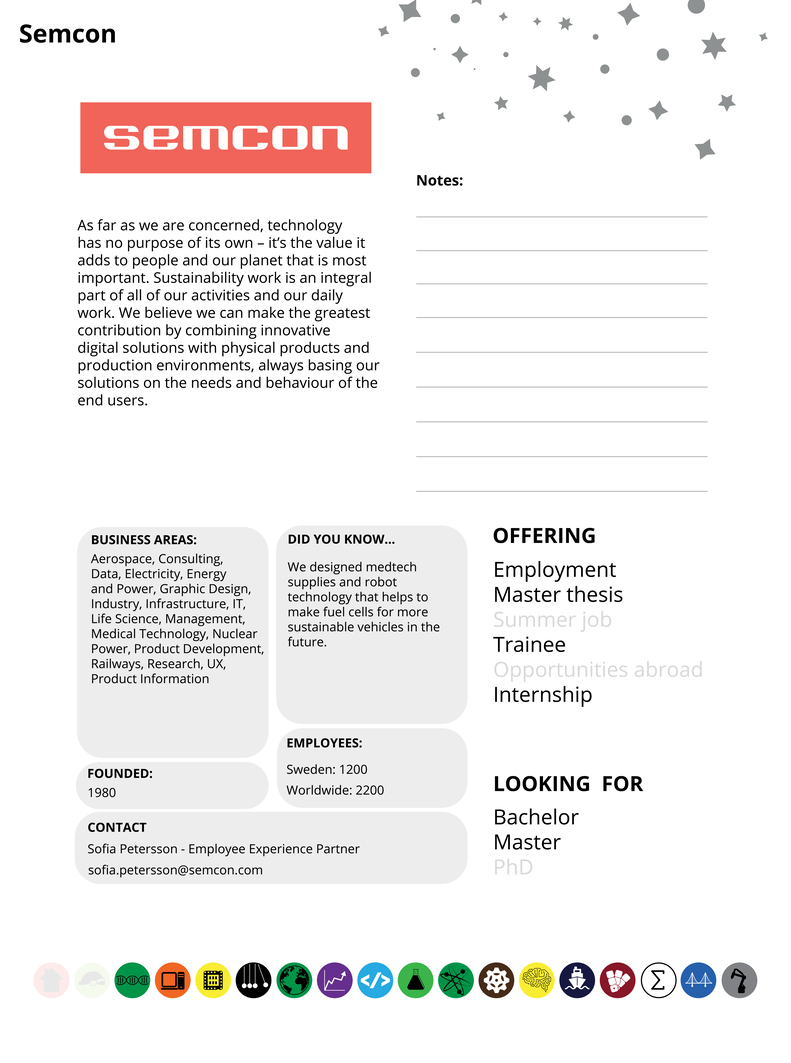 Semcon
semcon
Notes:
As far as we are concerned, technology
has no purpose of its own – it’s the value it
adds to people and our planet that is most
important. Sustainability work is an integral
part of all of our activities and our daily
work. We believe we can make the greatest
contribution by combining innovative
digital solutions with physical products and
production environments, always basing our
solutions on the needs and behaviour of the
end users.
BUSINESS AREAS:
Aerospace, Consulting,
Data, Electricity, Energy
and Power, Graphic Design,
Industry, Infrastructure, IT,
Life Science, Management,
Medical Technology, Nuclear
Power, Product Development,
Railways, Research, UX,
Product Information
DID YOU KNOW...
We designed medtech
supplies and robot
technology that helps to
make fuel cells for more
sustainable vehicles in the
future.
FOUNDED:
1980
EMPLOYEES:
Sweden: 1200
Worldwide: 2200
CONTACT
Sofia Petersson - Employee Experience Partner
sofia.petersson@semcon.com
OFFERING
Employment
Master thesis
Summer job
Trainee
Opportunities abroad
Internship
LOOKING FOR
Bachelor
Master
PhD